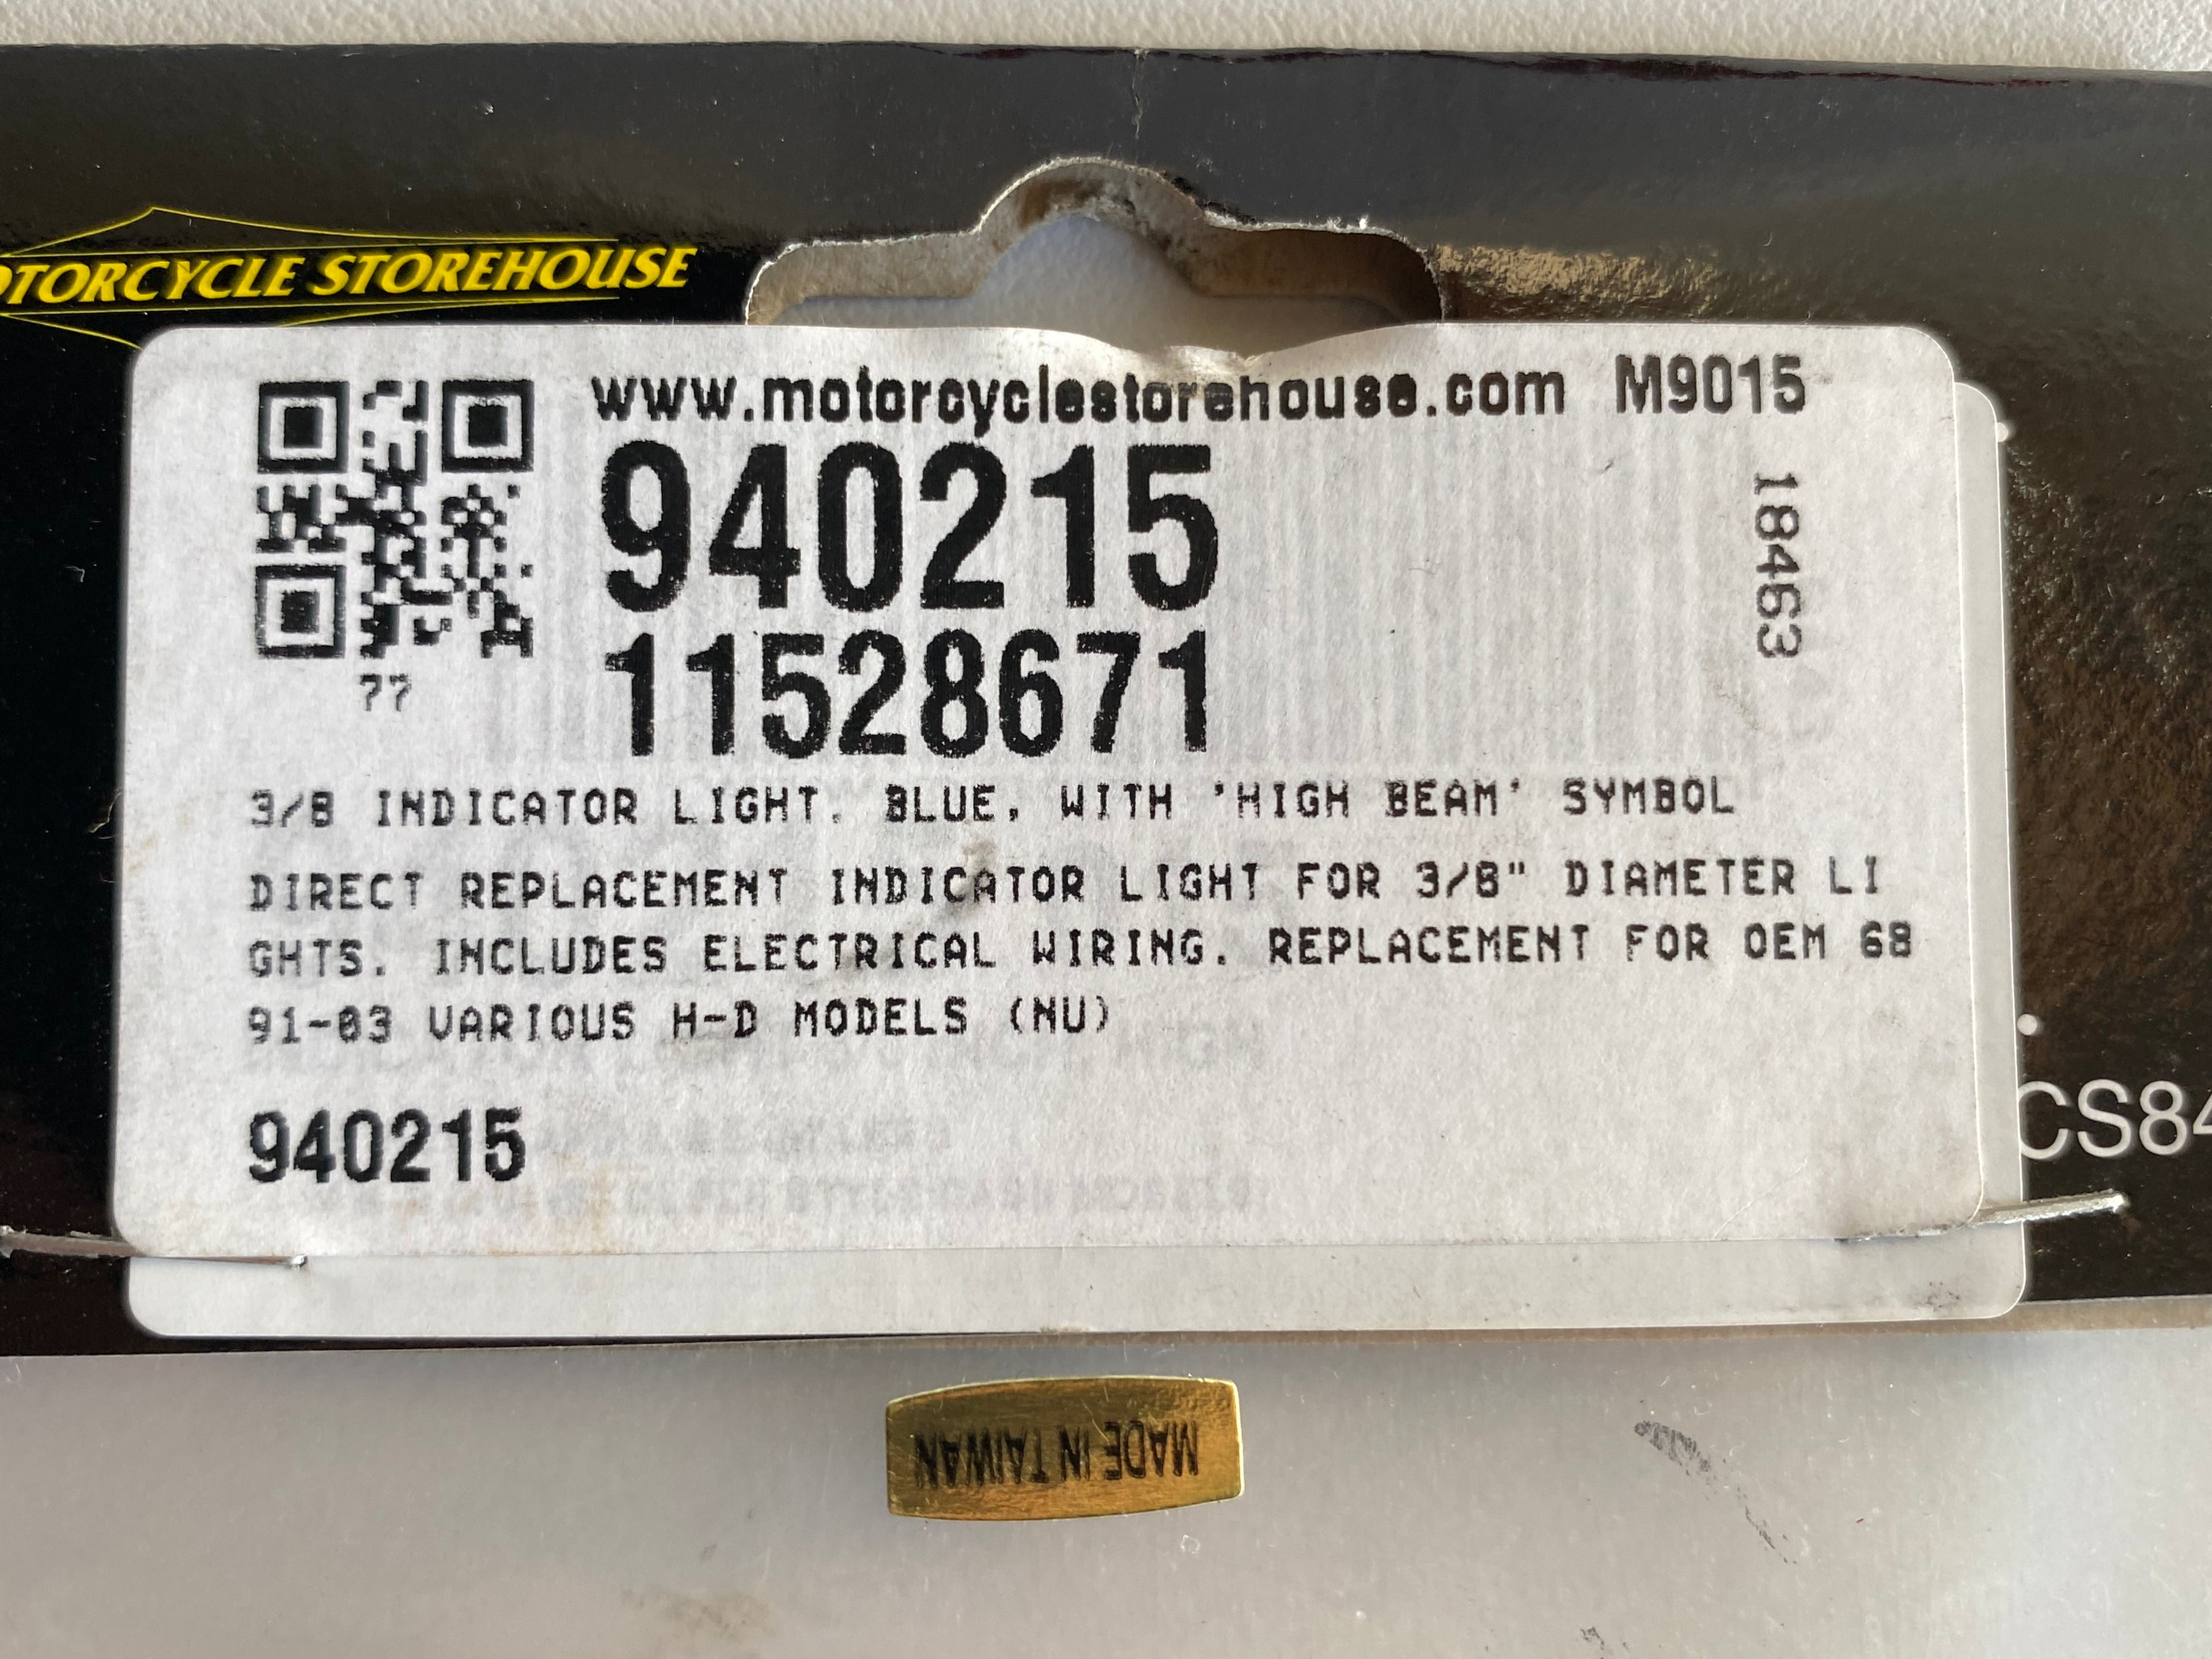 OTORCYCLE STOREHOUSE
www.motorcyclestorehouse.com M9015
940215
18463
11528671
77
3/8 INDICATOR LIGHT, BLUE, WITH 'HIGH BEAM' SYMBOL
DIRECT REPLACEMENT INDICATOR LIGHT FOR 3/8" DIAMETER LI
GHTS. INCLUDES ELECTRICAL WIRING. REPLACEMENT FOR OEM 68
91-03 VARIOUS H-D MODELS (NU)
940215
CS84
MADE IN TAIWAN